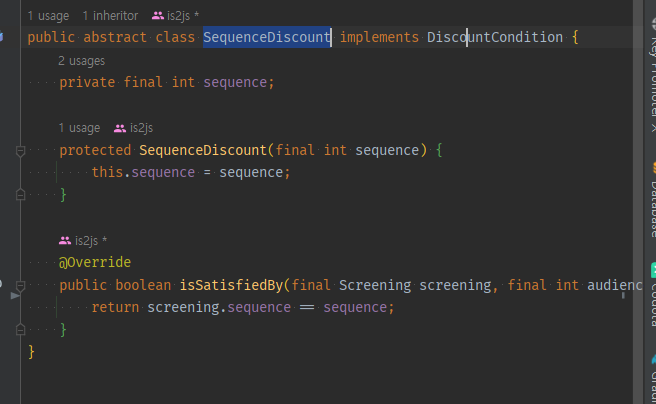 1 usage 1 inheritor is2js *
public abstract class SequenceDiscount implements DiscountCondition {
2 usages
private final int sequence;
1 usage is2js
protected SequenceDiscount(final int sequence) {
this.sequence = sequence;
}
is2js *
@Override
public boolean isSatisfiedBy(final Screening screening, final int audienc
return screening.sequence == sequence;
}
}
Key Promoter X
Database
Codota